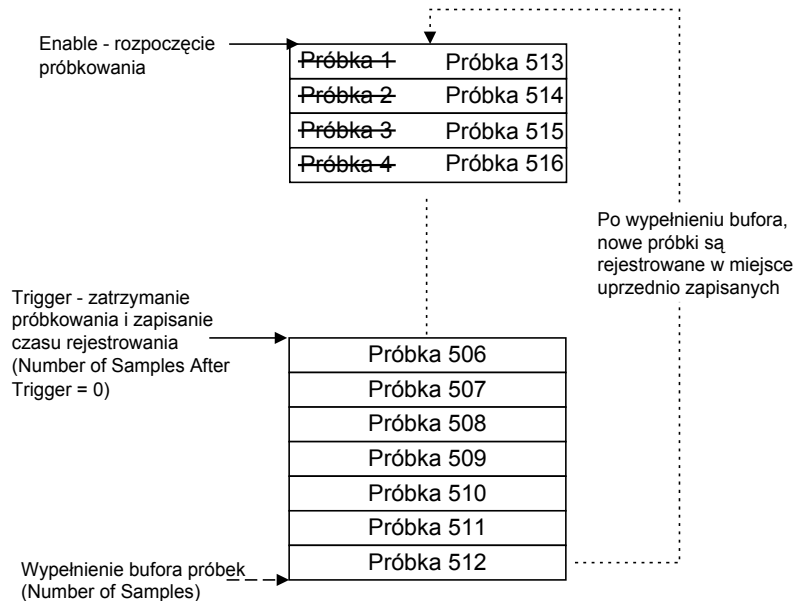 Enable - rozpoczęcie
próbkowania
Próbka 1 Próbka 513
Próbka 2 Próbka 514
Próbka 3 Próbka 515
Próbka 4 Próbka 516
Po wypełnieniu bufora,
nowe próbki są
rejestrowane w miejsce
uprzednio zapisanych
Trigger - zatrzymanie
próbkowania i zapisanie
czasu rejestrowania
(Number of Samples After
Trigger = 0)
Próbka 506
Próbka 507
Próbka 508
Próbka 509
Próbka 510
Próbka 511
Próbka 512
Wypełnienie bufora próbek
(Number of Samples)